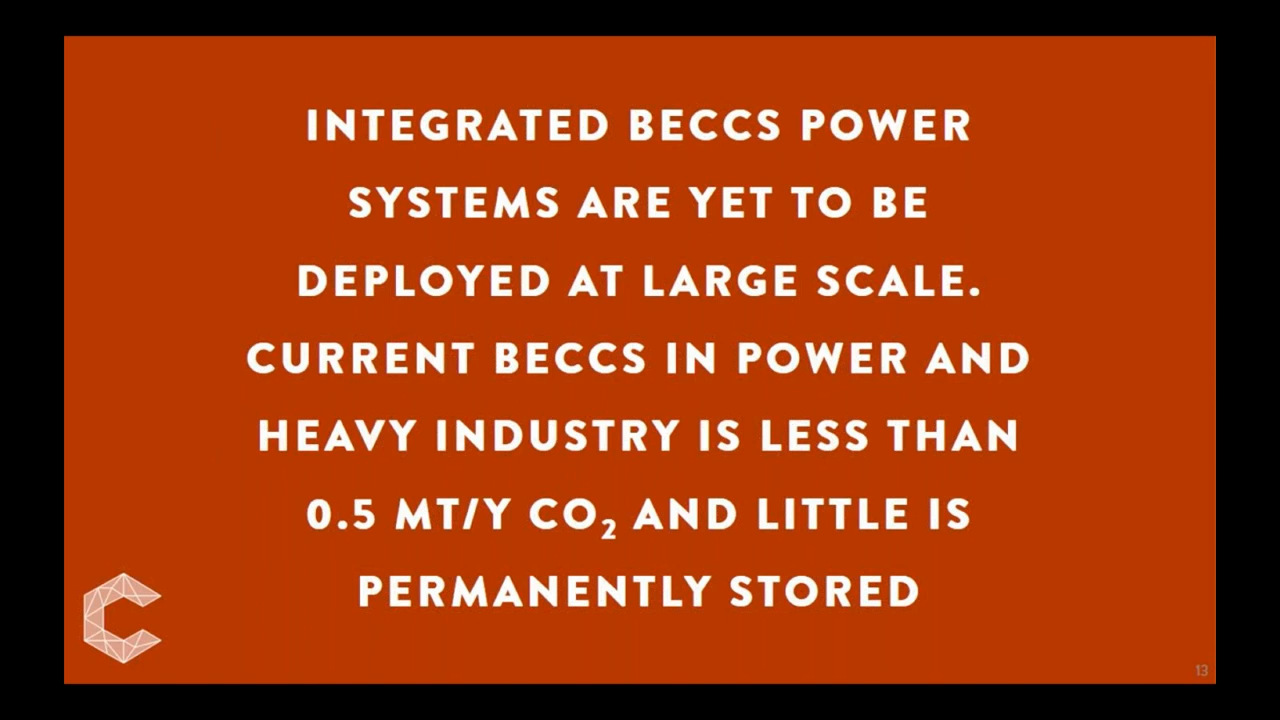 INTEGRATED BECCS POWER
SYSTEMS ARE YET TO BE
DEPLOYED AT LARGE SCALE.
CURRENT BECCS IN POWER AND
HEAVY INDUSTRY IS LESS THAN
0.5 MT/Y CO₂ AND LITTLE IS
PERMANENTLY STORED
13